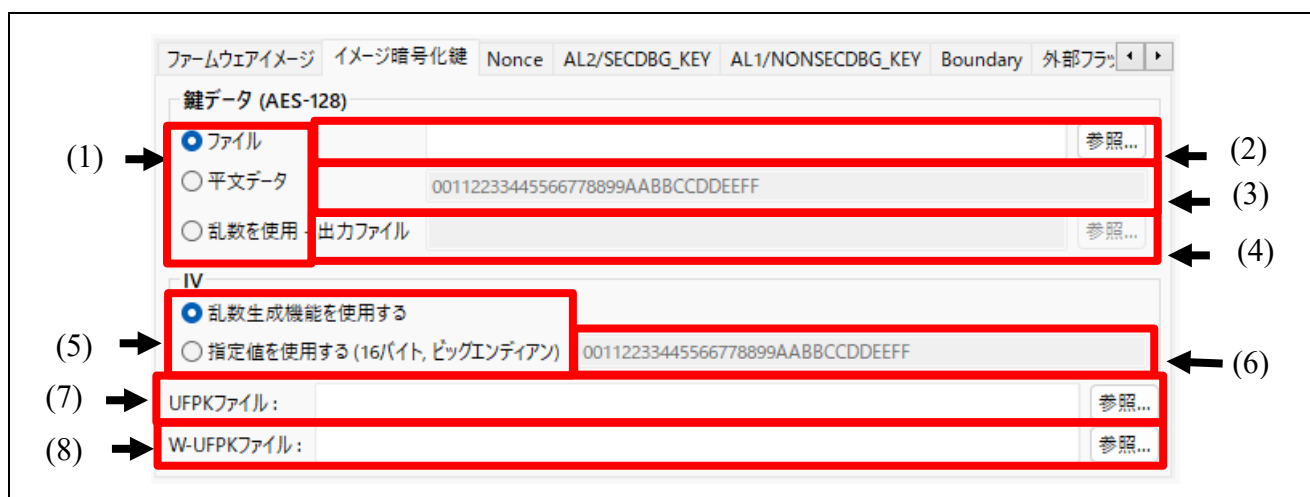 ファームウェアイメージ イメージ暗号化鍵 Nonce AL2/SECDBG_KEY AL1/NONSECDBG_KEY Boundary 外部フラッ
鍵データ (AES-128)
(1) ファイル 参照... (2)
平文データ 00112233445566778899AABBCCDDEEFF (3)
乱数を使用 - 出力ファイル 参照... (4)
IV
乱数生成機能を使用する
(5) 指定値を使用する (16バイト, ビッグエンディアン) 00112233445566778899AABBCCDDEEFF (6)
(7) UFPKファイル : 参照...
(8) W-UFPKファイル : 参照...